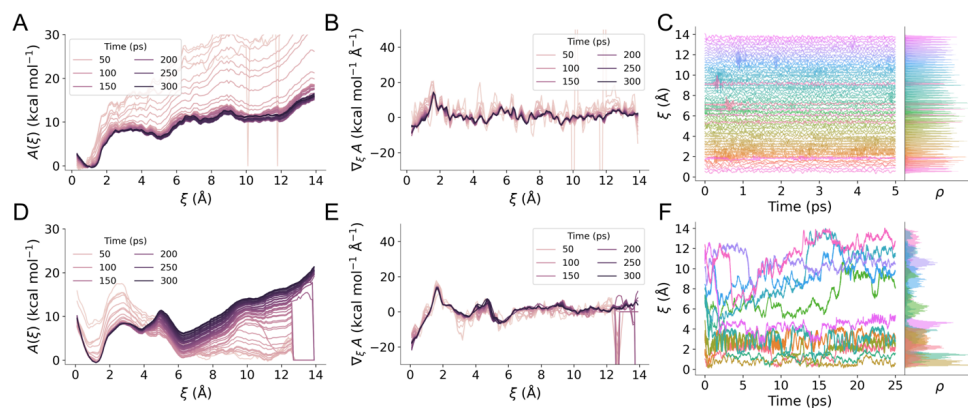 A
30
20
10
0
A(ξ) (kcal mol⁻¹)
Time (ps)
50 200
100 250
150 300
0 2 4 6 8 10 12 14
ξ (Å)
B
40
20
0
−20
∇ξ A (kcal mol⁻¹ Å⁻¹)
Time (ps)
50 200
100 250
150 300
0 2 4 6 8 10 12 14
ξ (Å)
C
14
12
10
8
6
4
2
0
ξ (Å)
0 1 2 3 4 5
Time (ps)
ρ
D
30
20
10
0
A(ξ) (kcal mol⁻¹)
Time (ps)
50 200
100 250
150 300
0 2 4 6 8 10 12 14
ξ (Å)
E
40
20
0
−20
∇ξ A (kcal mol⁻¹ Å⁻¹)
Time (ps)
50 200
100 250
150 300
0 2 4 6 8 10 12 14
ξ (Å)
F
14
12
10
8
6
4
2
0
ξ (Å)
0 5 10 15 20 25
Time (ps)
ρ